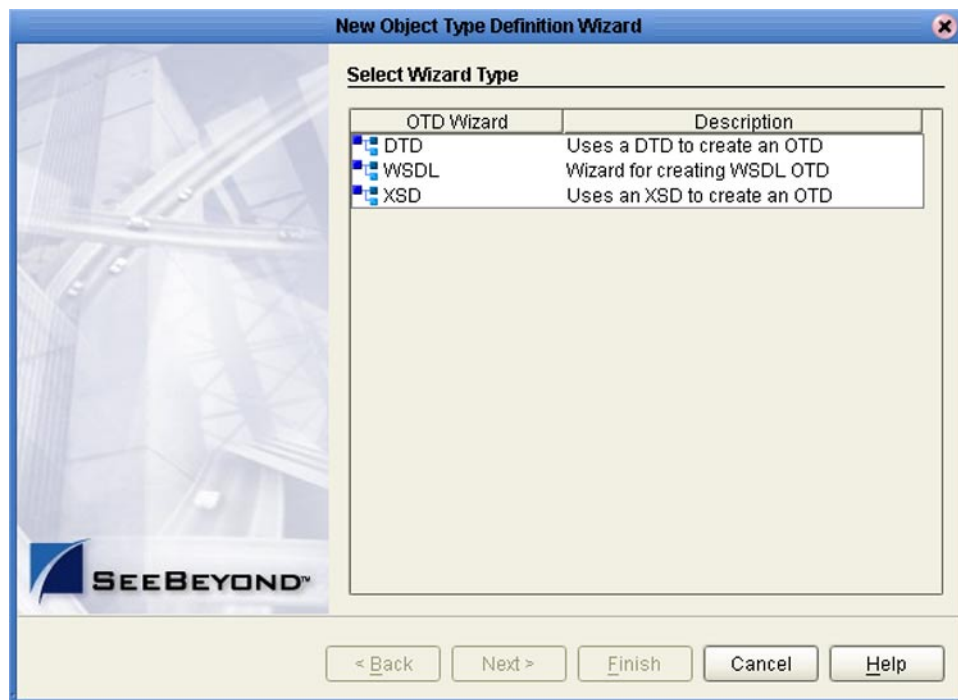 New Object Type Definition Wizard
Select Wizard Type
OTD Wizard Description
DTD Uses a DTD to create an OTD
WSDL Wizard for creating WSDL OTD
XSD Uses an XSD to create an OTD
SEEBEYOND™
< Back Next > Finish Cancel Help